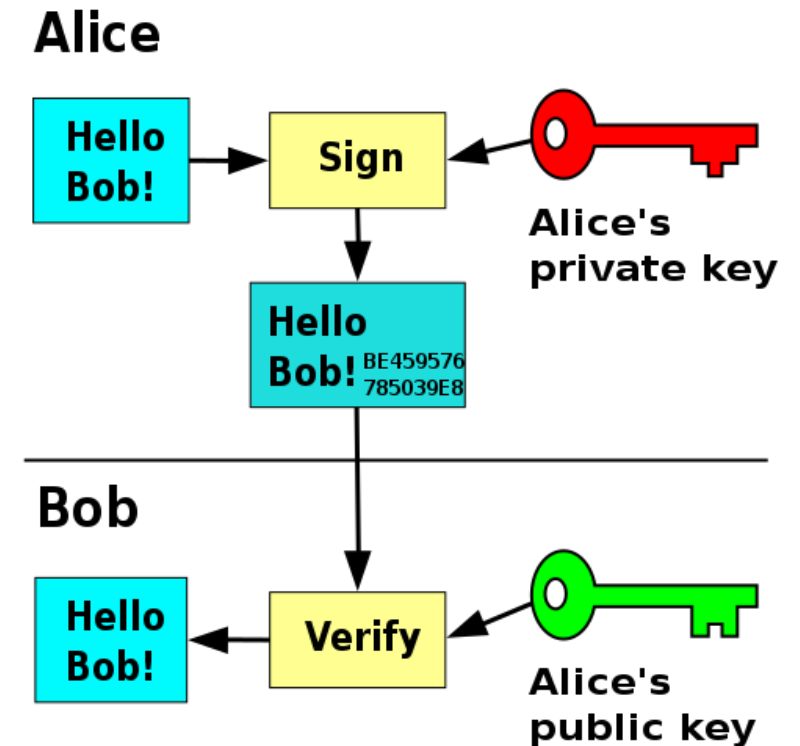 Alice
Hello
Bob!
Sign
Alice's
private key
Hello
Bob! BE459576
785039E8
Bob
Hello
Bob!
Verify
Alice's
public key